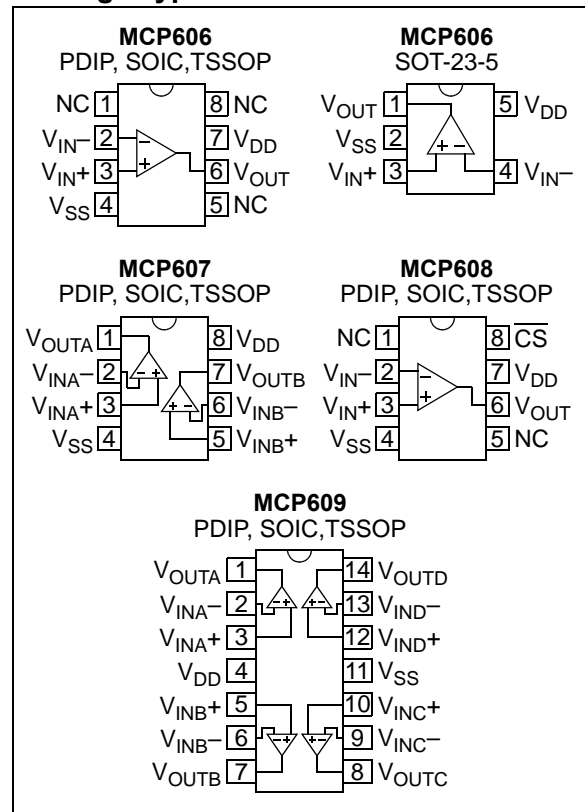 MCP606
PDIP, SOIC,TSSOP
NC 1 8 NC
VIN– 2 7 VDD
VIN+ 3 6 VOUT
VSS 4 5 NC
MCP606
SOT-23-5
VOUT 1 5 VDD
VSS 2
VIN+ 3 4 VIN–
MCP607
PDIP, SOIC,TSSOP
VOUTA 1 8 VDD
VINA– 2 7 VOUTB
VINA+ 3 6 VINB–
VSS 4 5 VINB+
MCP608
PDIP, SOIC,TSSOP
NC 1 8 CS
VIN– 2 7 VDD
VIN+ 3 6 VOUT
VSS 4 5 NC
MCP609
PDIP, SOIC,TSSOP
VOUTA 1 14 VOUTD
VINA– 2 13 VIND–
VINA+ 3 12 VIND+
VDD 4 11 VSS
VINB+ 5 10 VINC+
VINB– 6 9 VINC–
VOUTB 7 8 VOUTC